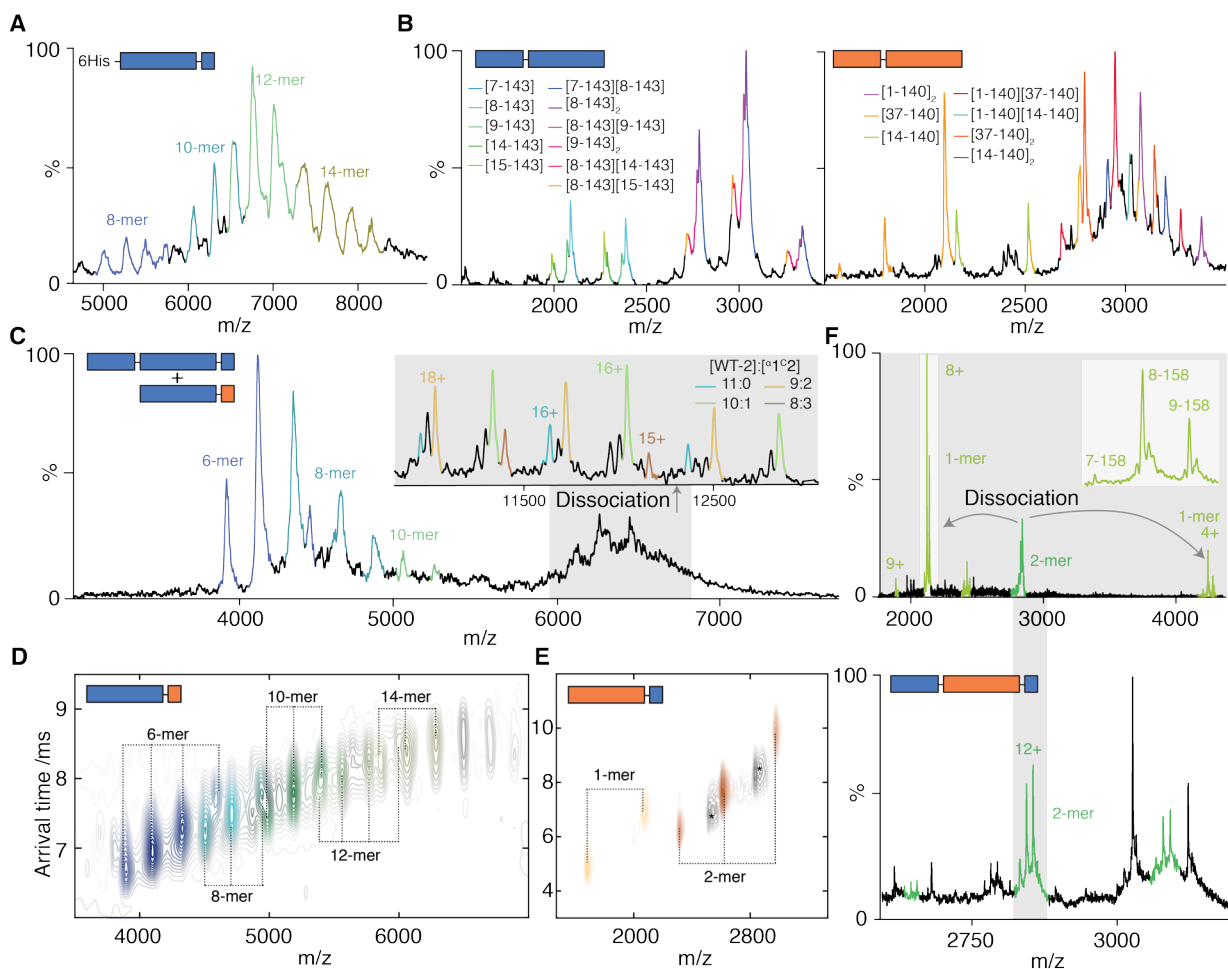 A
100
6His
12-mer
10-mer
14-mer
8-mer
%
0
5000
6000
7000
8000
m/z
B
100
[7-143]
[8-143]
[9-143]
[14-143]
[15-143]
[7-143][8-143]
[8-143]₂
[8-143][9-143]
[9-143]₂
[8-143][14-143]
[8-143][15-143]
%
0
2000
3000
m/z
[1-140]₂
[37-140]
[14-140]
[1-140][37-140]
[1-140][14-140]
[37-140]₂
[14-140]₂
2000
2500
3000
m/z
C
100
+
6-mer
8-mer
10-mer
%
0
4000
5000
6000
7000
m/z
18+
16+
16+
15+
[WT-2]:[ᵅ1ᶜ2]
11:0
9:2
10:1
8:3
11500
12500
Dissociation
F
100
8+
8-158
9-158
7-158
1-mer
Dissociation
1-mer
4+
9+
2-mer
%
0
2000
3000
4000
m/z
D
9
8
7
Arrival time /ms
6-mer
10-mer
14-mer
12-mer
8-mer
4000
5000
6000
m/z
E
10
8
6
4
1-mer
2-mer
*
*
2000
2800
m/z
100
12+
2-mer
%
0
2750
3000
m/z